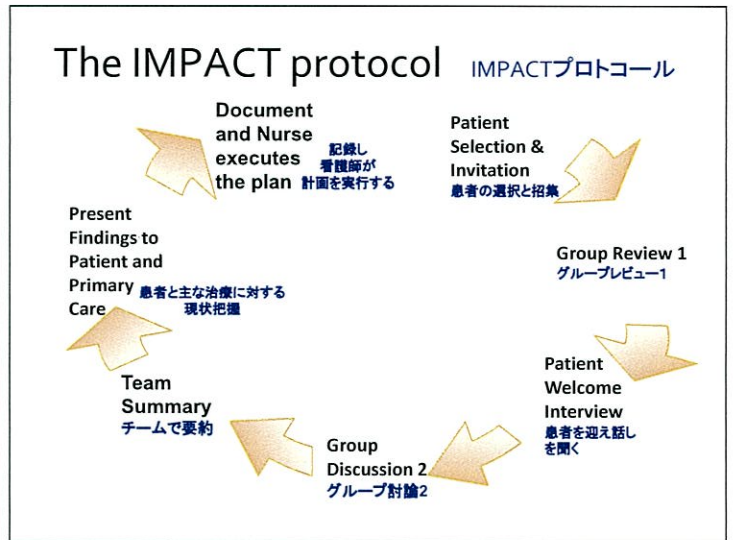 The IMPACT protocol IMPACTプロトコール
Document
and Nurse
executes
the plan
記録し
看護師が
計画を実行する
Patient
Selection &
Invitation
患者の選択と招集
Group Review 1
グループレビュー1
Patient
Welcome
Interview
患者を迎え話し
を聞く
Group
Discussion 2
グループ討論2
Team
Summary
チームで要約
Present
Findings to
Patient and
Primary
Care
患者と主な治療に対する
現状把握